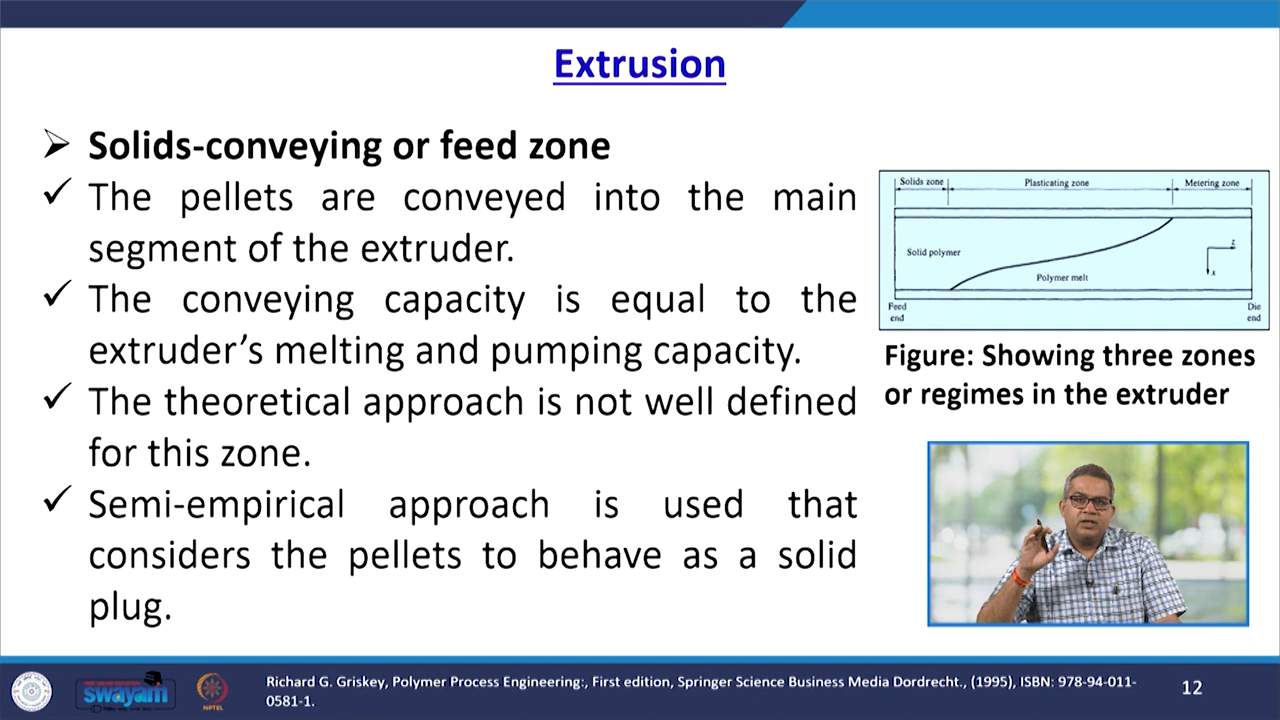 Extrusion
➢ Solids-conveying or feed zone
✓ The pellets are conveyed into the main
segment of the extruder.
✓ The conveying capacity is equal to the
extruder’s melting and pumping capacity.
✓ The theoretical approach is not well defined
for this zone.
✓ Semi-empirical approach is used that
considers the pellets to behave as a solid
plug.
Solids zone
Plasticating zone
Metering zone
Solid polymer
Polymer melt
z
x
Feed
end
Die
end
Figure: Showing three zones
or regimes in the extruder
swayam
NPTEL
Richard G. Griskey, Polymer Process Engineering:, First edition, Springer Science Business Media Dordrecht., (1995), ISBN: 978-94-011-
0581-1.
12